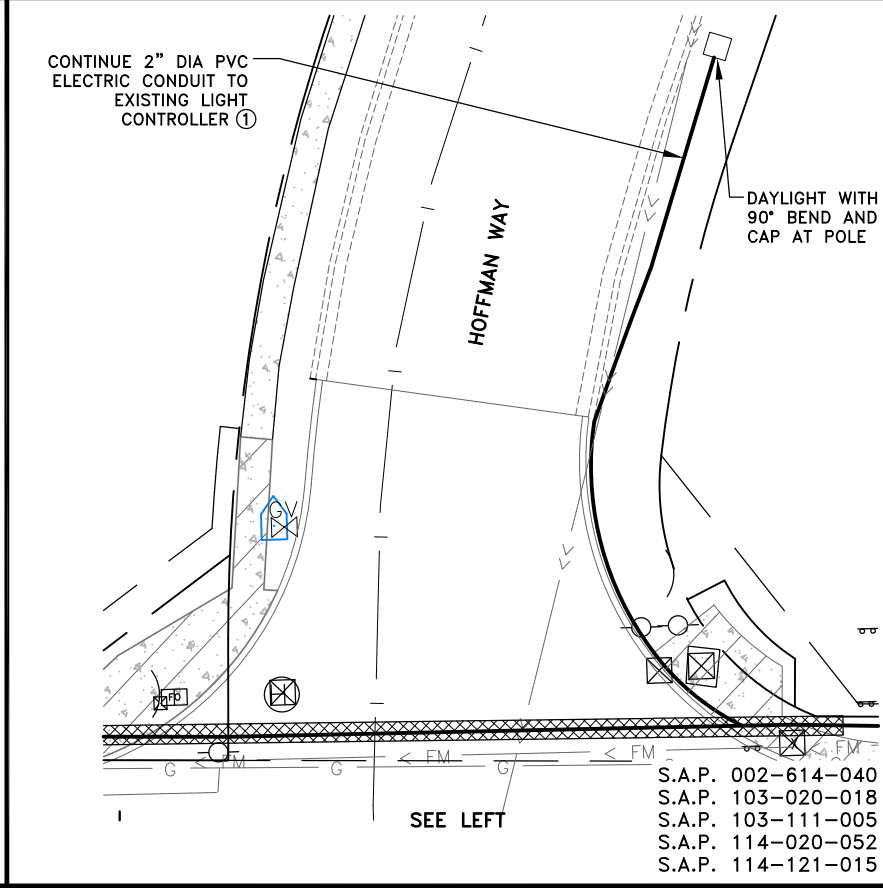 CONTINUE 2" DIA PVC
ELECTRIC CONDUIT TO
EXISTING LIGHT
CONTROLLER ①
DAYLIGHT WITH
90° BEND AND
CAP AT POLE
HOFFMAN WAY
GV
FO
FM
FM
FM
FM
G
G
G
SEE LEFT
S.A.P. 002-614-040
S.A.P. 103-020-018
S.A.P. 103-111-005
S.A.P. 114-020-052
S.A.P. 114-121-015